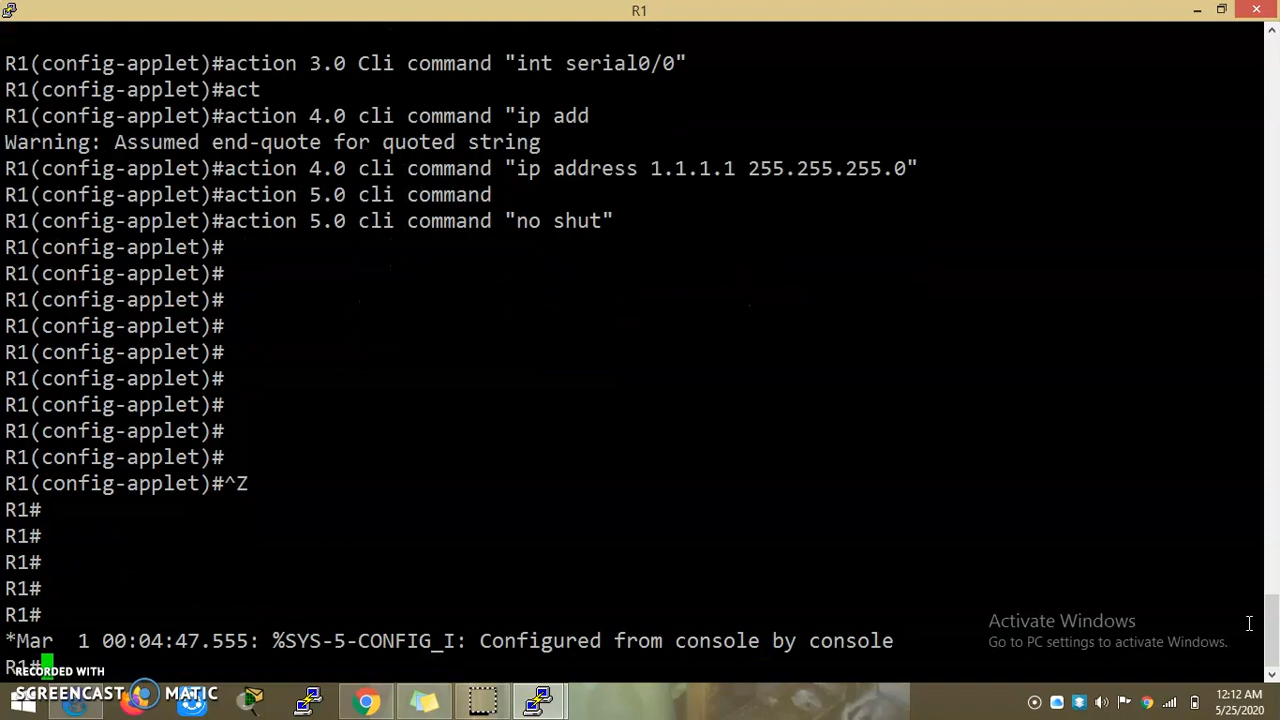 R1
R1(config-applet)#action 3.0 Cli command "int serial0/0"
R1(config-applet)#act
R1(config-applet)#action 4.0 cli command "ip add
Warning: Assumed end-quote for quoted string
R1(config-applet)#action 4.0 cli command "ip address 1.1.1.1 255.255.255.0"
R1(config-applet)#action 5.0 cli command
R1(config-applet)#action 5.0 cli command "no shut"
R1(config-applet)#
R1(config-applet)#
R1(config-applet)#
R1(config-applet)#
R1(config-applet)#
R1(config-applet)#
R1(config-applet)#
R1(config-applet)#
R1(config-applet)#
R1(config-applet)#^Z
R1#
R1#
R1#
R1#
R1#
*Mar  1 00:04:47.555: %SYS-5-CONFIG_I: Configured from console by console
R1#
Activate Windows
Go to PC settings to activate Windows.
RECORDED WITH
SCREENCAST MATIC
12:12 AM
5/25/2020